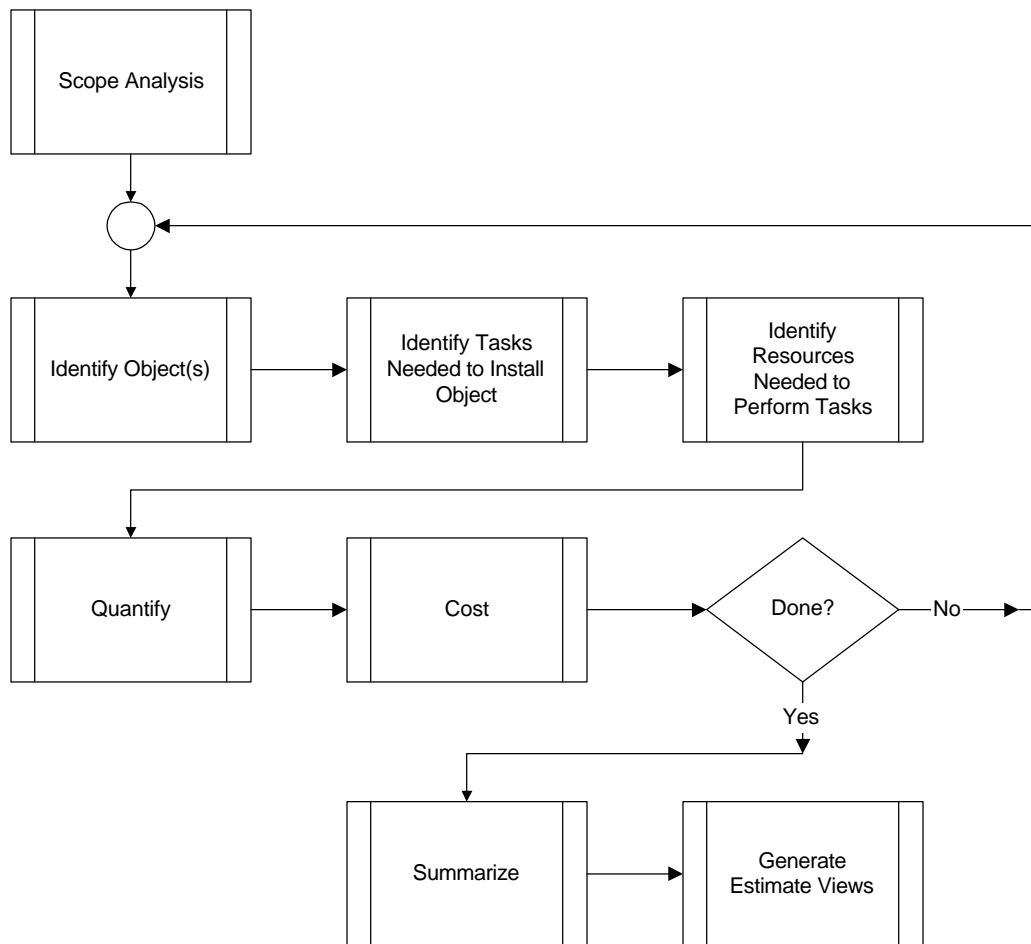 Scope Analysis
Identify Object(s)
Identify Tasks
Needed to Install
Object
Identify
Resources
Needed to
Perform Tasks
Quantify
Cost
Done?
No
Yes
Summarize
Generate
Estimate Views